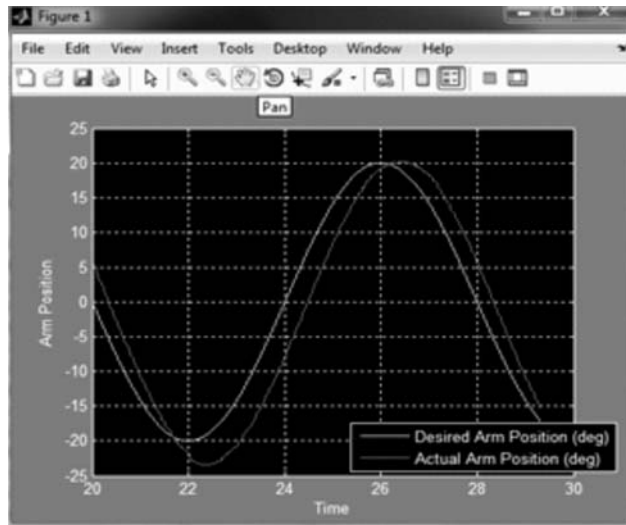 Figure 1
File Edit View Insert Tools Desktop Window Help
Pan
25
20
15
10
5
0
-5
-10
-15
-20
-25
Arm Position
20 22 24 26 28 30
Time
Desired Arm Position (deg)
Actual Arm Position (deg)